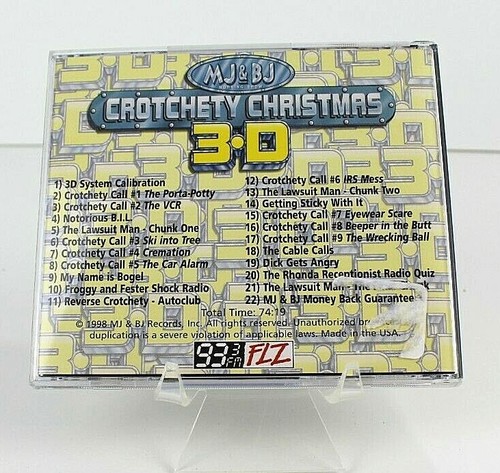 MJ & BJ
CROTCHETY CHRISTMAS
3·D
1) 3D System Calibration
2) Crotchety Call #1 The Porta-Potty
3) Crotchety Call #2 The VCR
4) Notorious B.I.L.
5) The Lawsuit Man - Chunk One
6) Crotchety Call #3 Ski into Tree
7) Crotchety Call #4 Cremation
8) Crotchety Call #5 The Car Alarm
9) My Name is Bogel
10) Froggy and Fester Shock Radio
11) Reverse Crotchety - Autoclub
12) Crotchety Call #6 IRS Mess
13) The Lawsuit Man - Chunk Two
14) Getting Sticky With It
15) Crotchety Call #7 Eyewear Scare
16) Crotchety Call #8 Beeper in the Butt
17) Crotchety Call #9 The Wrecking Ball
18) The Cable Calls
19) Dick Gets Angry
20) The Rhonda Receptionist Radio Quiz
21) The Lawsuit Man - The
22) MJ & BJ Money Back Guarantee
Total Time: 74:19
© 1998 MJ & BJ Records, Inc. All rights reserved. Unauthorized
duplication is a severe violation of applicable laws. Made in the USA.
93.3 FM FLZ